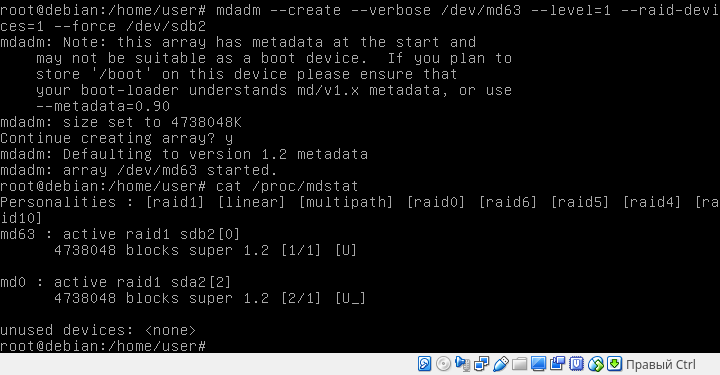 root@debian:/home/user# mdadm --create --verbose /dev/md63 --level=1 --raid-devi
ces=1 --force /dev/sdb2
mdadm: Note: this array has metadata at the start and
    may not be suitable as a boot device.  If you plan to
    store '/boot' on this device please ensure that
    your boot-loader understands md/v1.x metadata, or use
    --metadata=0.90
mdadm: size set to 4738048K
Continue creating array? y
mdadm: Defaulting to version 1.2 metadata
mdadm: array /dev/md63 started.
root@debian:/home/user# cat /proc/mdstat
Personalities : [raid1] [linear] [multipath] [raid0] [raid6] [raid5] [raid4] [ra
id10]
md63 : active raid1 sdb2[0]
      4738048 blocks super 1.2 [1/1] [U]
md0 : active raid1 sda2[2]
      4738048 blocks super 1.2 [2/1] [U_]
unused devices: <none>
root@debian:/home/user#
Правый Ctrl